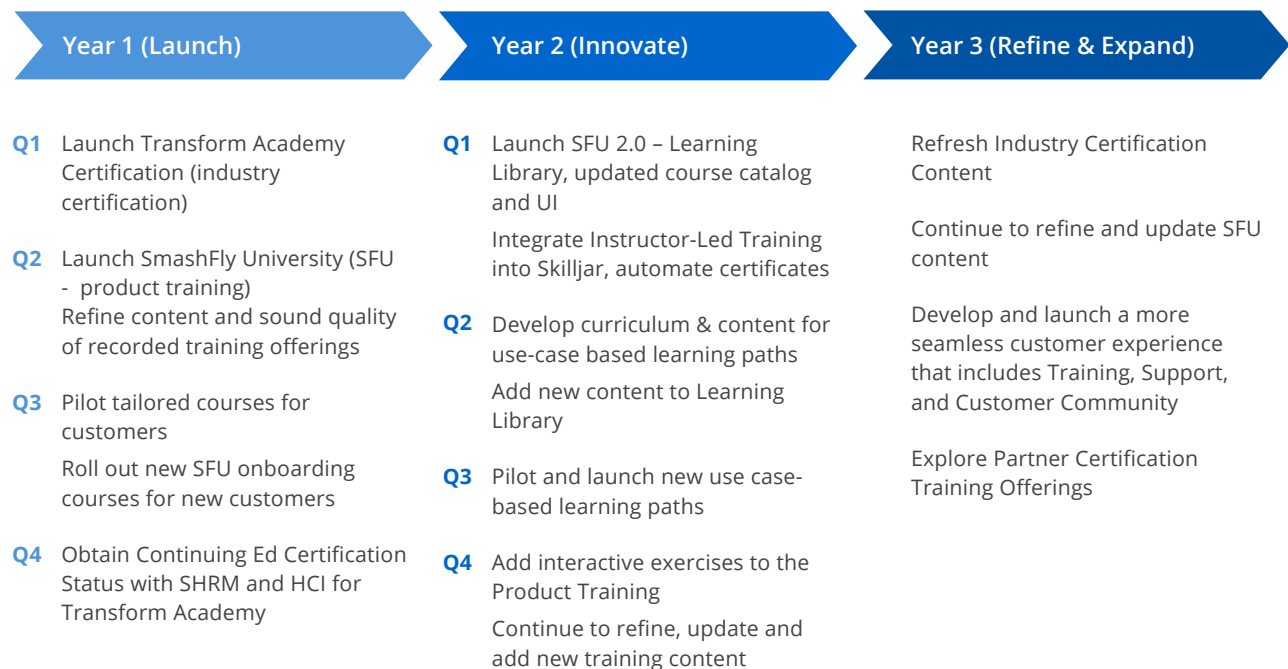 Year 1 (Launch)
Year 2 (Innovate)
Year 3 (Refine & Expand)
Q1 Launch Transform Academy
Certification (industry
certification)
Q2 Launch SmashFly University (SFU
- product training)
Refine content and sound quality
of recorded training offerings
Q3 Pilot tailored courses for
customers
Roll out new SFU onboarding
courses for new customers
Q4 Obtain Continuing Ed Certification
Status with SHRM and HCI for
Transform Academy
Q1 Launch SFU 2.0 – Learning
Library, updated course catalog
and UI
Integrate Instructor-Led Training
into Skilljar, automate certificates
Q2 Develop curriculum & content for
use-case based learning paths
Add new content to Learning
Library
Q3 Pilot and launch new use case-
based learning paths
Q4 Add interactive exercises to the
Product Training
Continue to refine, update and
add new training content
Refresh Industry Certification
Content
Continue to refine and update SFU
content
Develop and launch a more
seamless customer experience
that includes Training, Support,
and Customer Community
Explore Partner Certification
Training Offerings